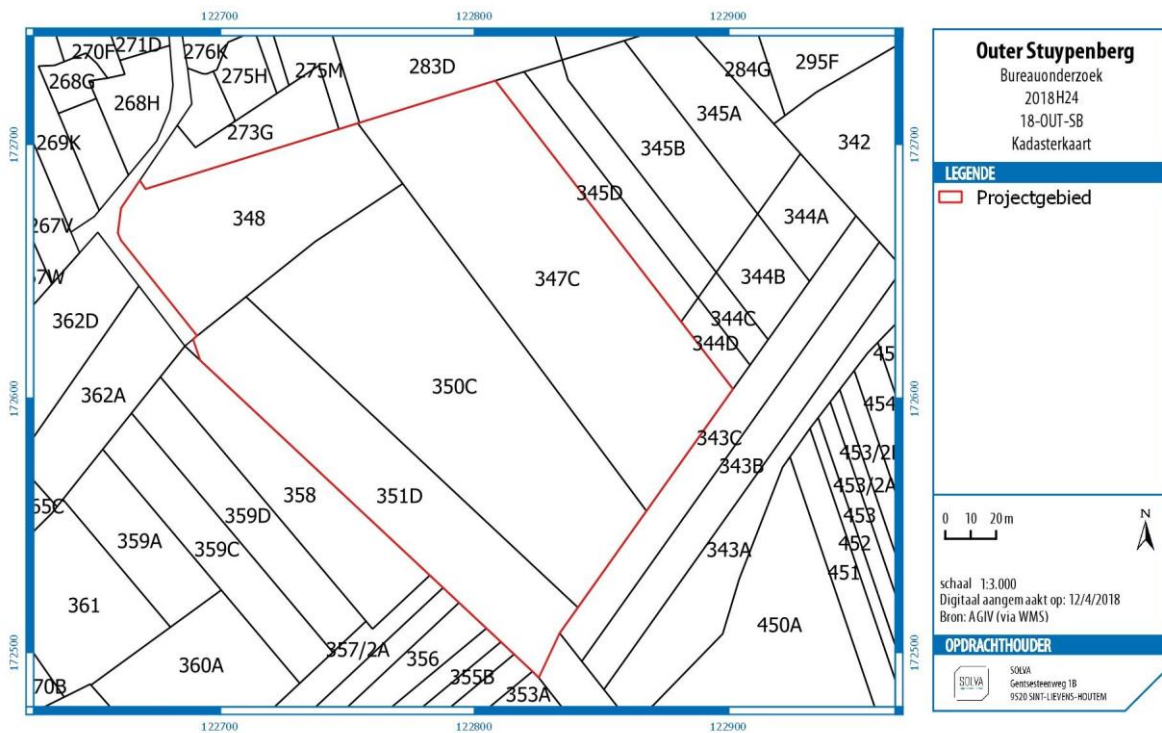 122700
122800
122900
270F
271D
276K
275H
275M
283D
284G
295F
268G
268H
273G
345A
342
269K
345B
172700
172700
345D
348
344A
267V
347C
344B
362D
344C
344D
350C
172600
172600
362A
454
343C
343B
453/2A
351D
358
359D
453
359A
359C
343A
452
451
361
450A
172500
172500
357/2A
356
360A
355B
353A
70B
122700
122800
122900
Outer Stuypenberg
Bureauonderzoek
2018H24
18-OUT-SB
Kadasterkaart
LEGENDE
Projectgebied
0 10 20 m
N
schaal 1:3.000
Digitaal aangemaakt op: 12/4/2018
Bron: AGIV (via WMS)
OPDRACHTHOUDER
SOLVA
SOLVA
Gentsesteenweg 1B
9520 SINT-LIEVENS-HOUTEM